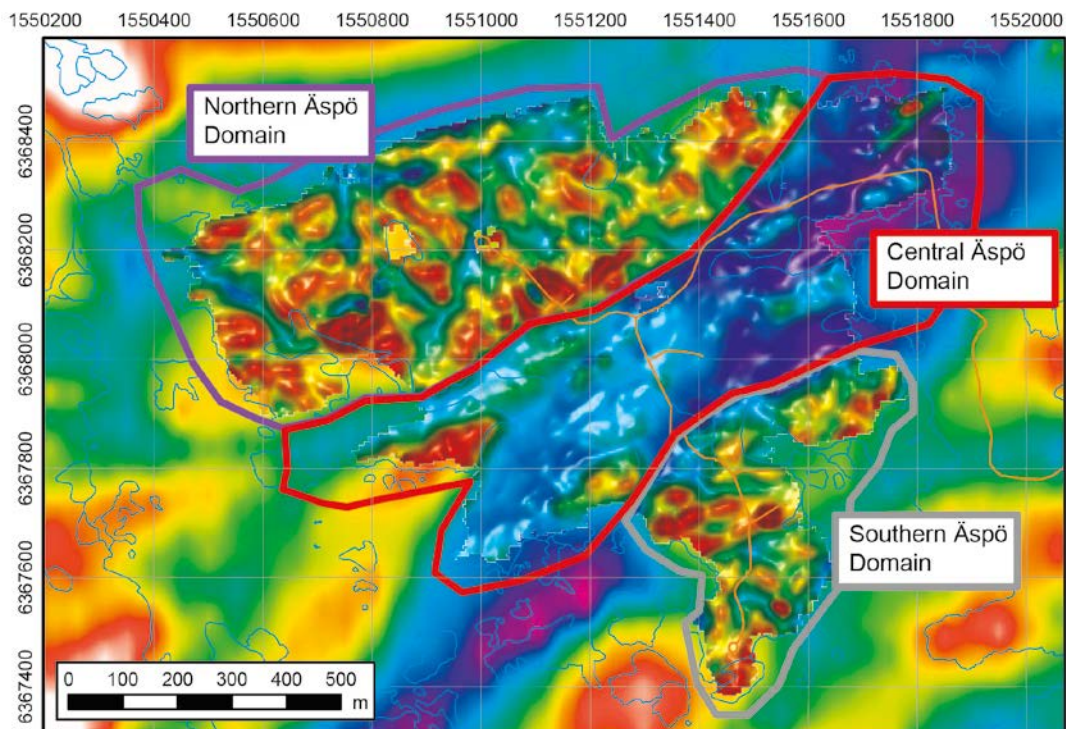 1550200 1550400 1550600 1550800 1551000 1551200 1551400 1551600 1551800 1552000
6368400
6368200
6368000
6367800
6367600
6367400
Northern Äspö
Domain
Central Äspö
Domain
Southern Äspö
Domain
0 100 200 300 400 500
m